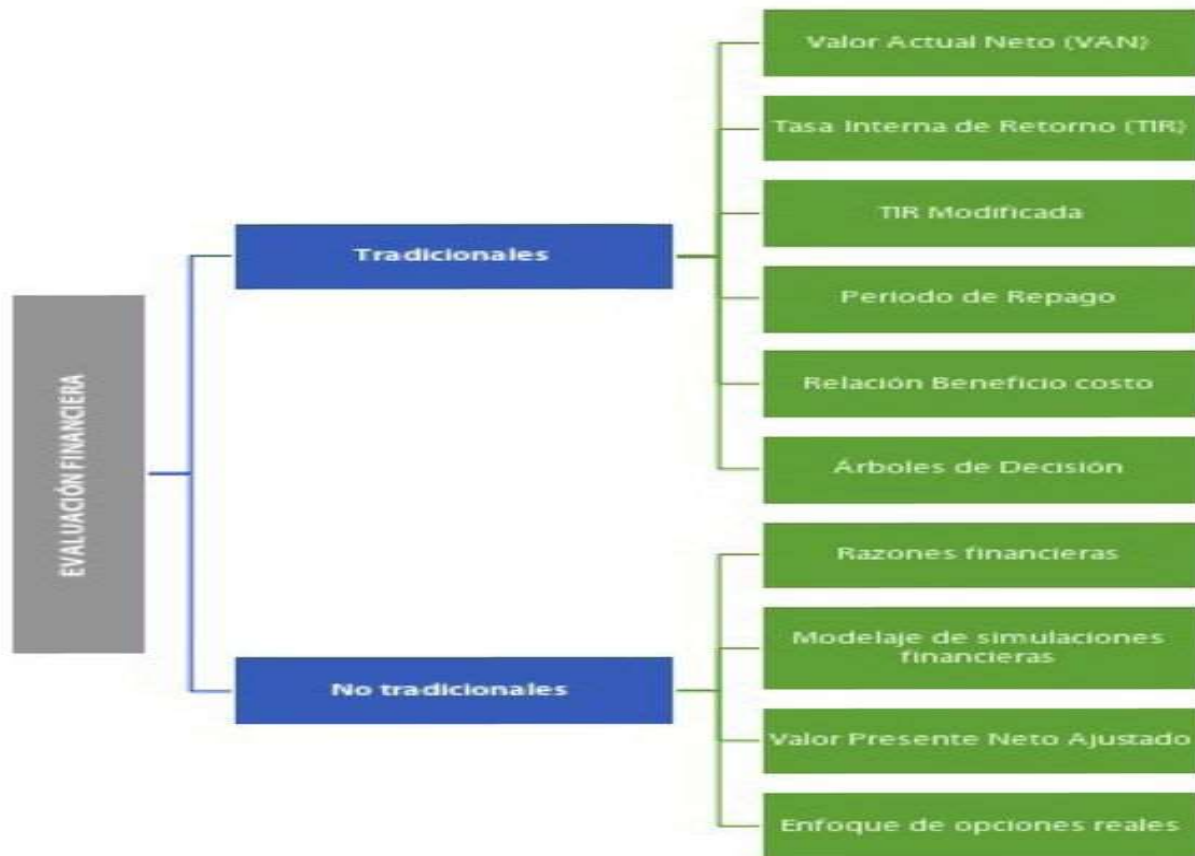 EVALUACIÓN FINANCIERA
Tradicionales
Valor Actual Neto (VAN)
Tasa Interna de Retorno (TIR)
TIR Modificada
Periodo de Repago
Relación Beneficio costo
Árboles de Decisión
No tradicionales
Razones financieras
Modelaje de simulaciones
financieras
Valor Presente Neto Ajustado
Enfoque de opciones reales